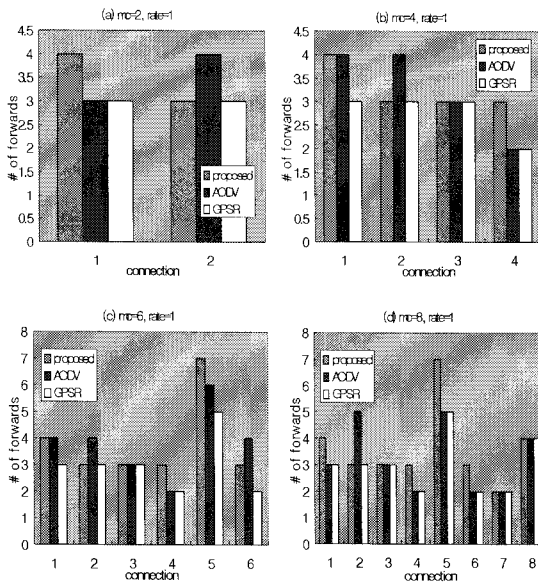 (a) mc=2, rate=1
4.5
4
3.5
3
2.5
2
1.5
1
0.5
0
# of forwards
proposed
AODV
GPSR
1 2
connection
(b) mc=4, rate=1
4.5
4
3.5
3
2.5
2
1.5
1
0.5
0
# of forwards
proposed
AODV
GPSR
1 2 3 4
connection
(c) mc=6, rate=1
8
7
6
5
4
3
2
1
0
# of forwards
proposed
AODV
GPSR
1 2 3 4 5 6
connection
(d) mc=8, rate=1
8
7
6
5
4
3
2
1
0
# of forwards
proposed
AODV
GPSR
1 2 3 4 5 6 7 8
connection